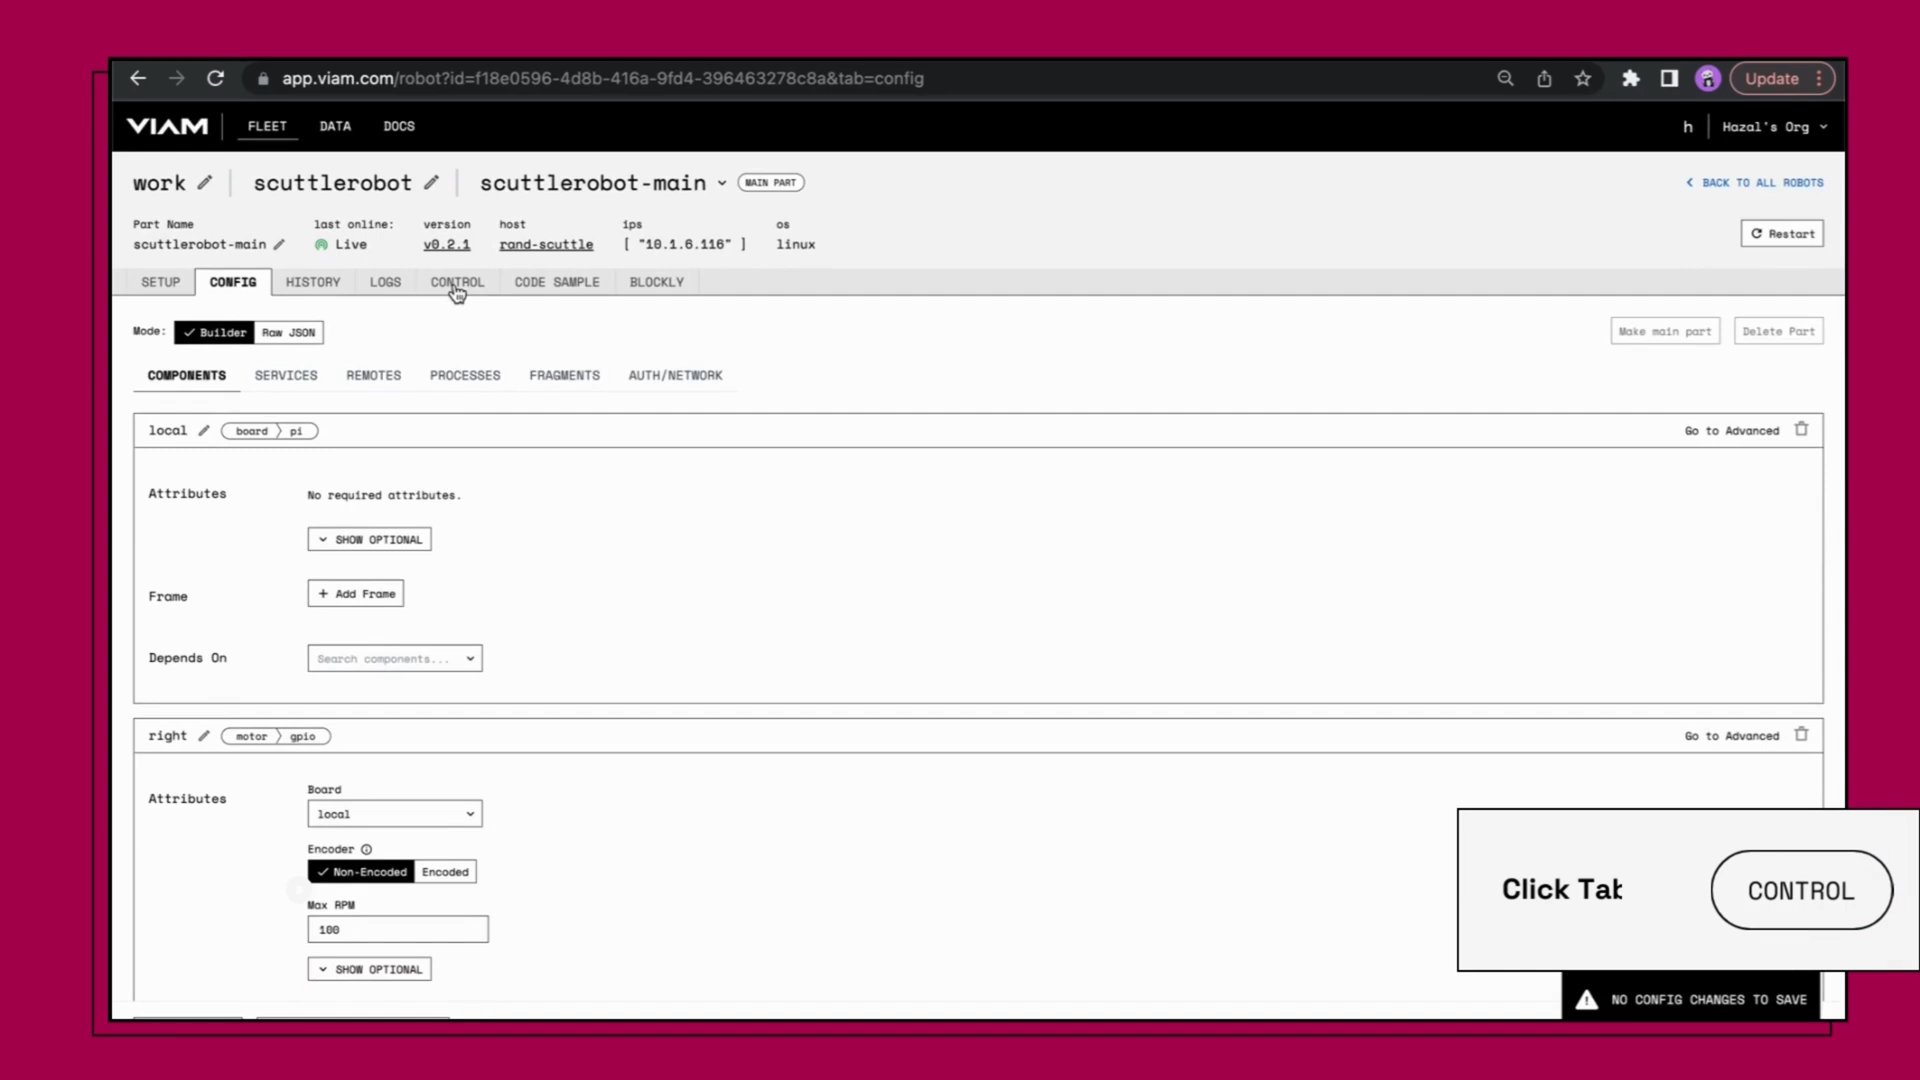 app.viam.com/robot?id=f18e0596-4d8b-416a-9fd4-396463278c8a&tab=config
Update
VIAM
FLEET
DATA
DOCS
h
Hazal's Org
work
scuttlerobot
scuttlerobot-main
MAIN PART
BACK TO ALL ROBOTS
Part Name
scuttlerobot-main
last online:
Live
version
v0.2.1
host
rand-scuttle
ips
[ "10.1.6.116" ]
os
linux
Restart
SETUP
CONFIG
HISTORY
LOGS
CONTROL
CODE SAMPLE
BLOCKLY
Mode:
Builder
Raw JSON
Make main part
Delete Part
COMPONENTS
SERVICES
REMOTES
PROCESSES
FRAGMENTS
AUTH/NETWORK
local
board
pi
Go to Advanced
Attributes
No required attributes.
SHOW OPTIONAL
Frame
+ Add Frame
Depends On
Search components...
right
motor
gpio
Go to Advanced
Attributes
Board
local
Encoder
Non-Encoded
Encoded
Max RPM
100
SHOW OPTIONAL
Click Tab
CONTROL
NO CONFIG CHANGES TO SAVE